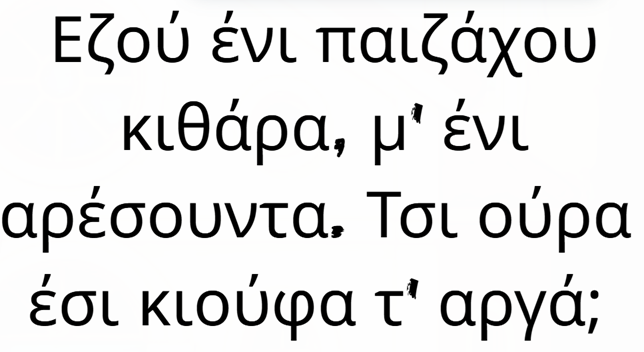 Εζού ένι παιζάχου
κιθάρα, μ' ένι
αρέσουντα. Τσι ούρα
έσι κιούφα τ' αργά;